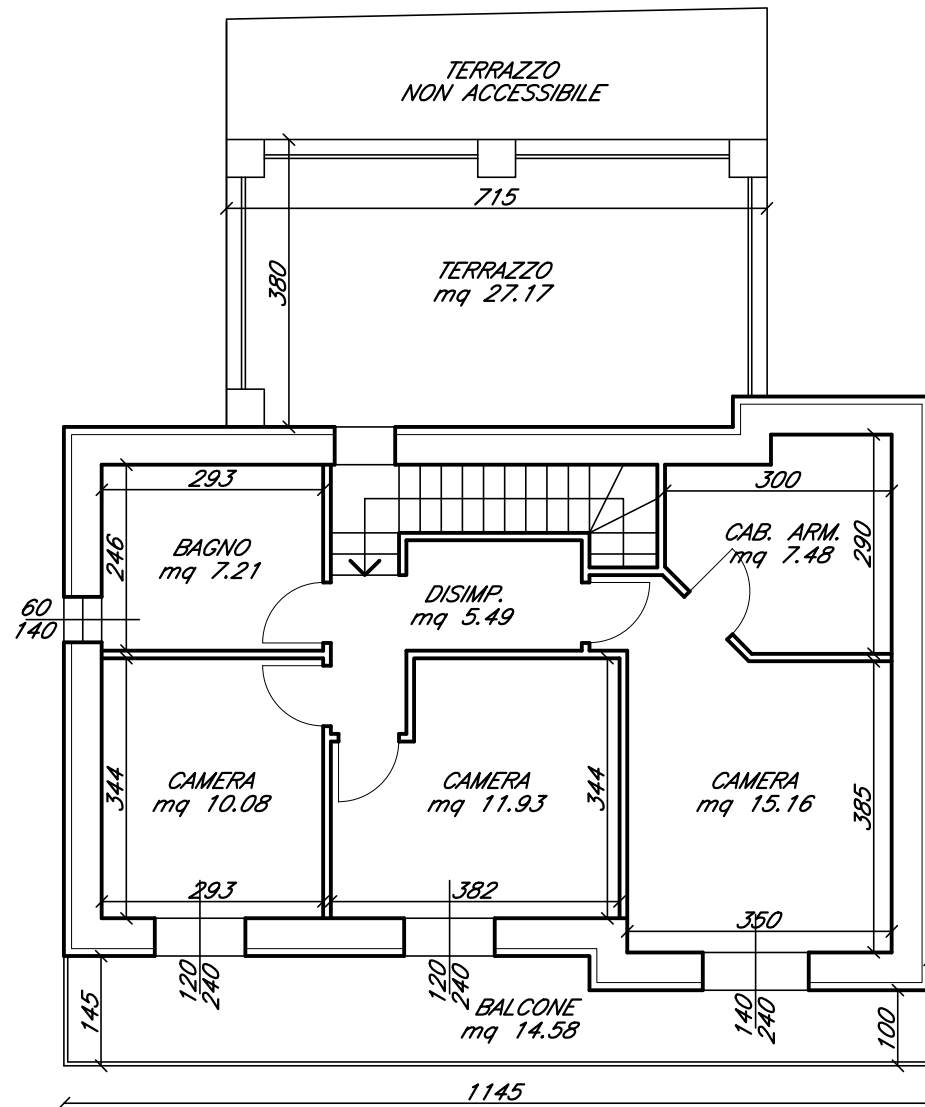 TERRAZZO
NON ACCESSIBILE
715
380
TERRAZZO
mq 27.17
293
300
246
BAGNO
mq 7.21
CAB. ARM.
mq 7.48
290
60
140
DISIMP.
mq 5.49
344
CAMERA
mq 10.08
CAMERA
mq 11.93
344
CAMERA
mq 15.16
385
293
382
350
120
240
120
240
140
240
145
BALCONE
mq 14.58
100
1145